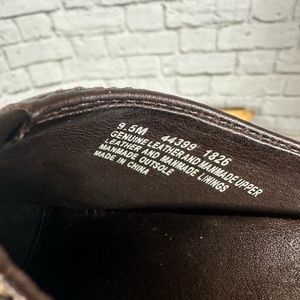 9.5M 44399 1826
GENUINE LEATHER AND MANMADE UPPER
LEATHER AND MANMADE LININGS
MANMADE OUTSOLE
MADE IN CHINA